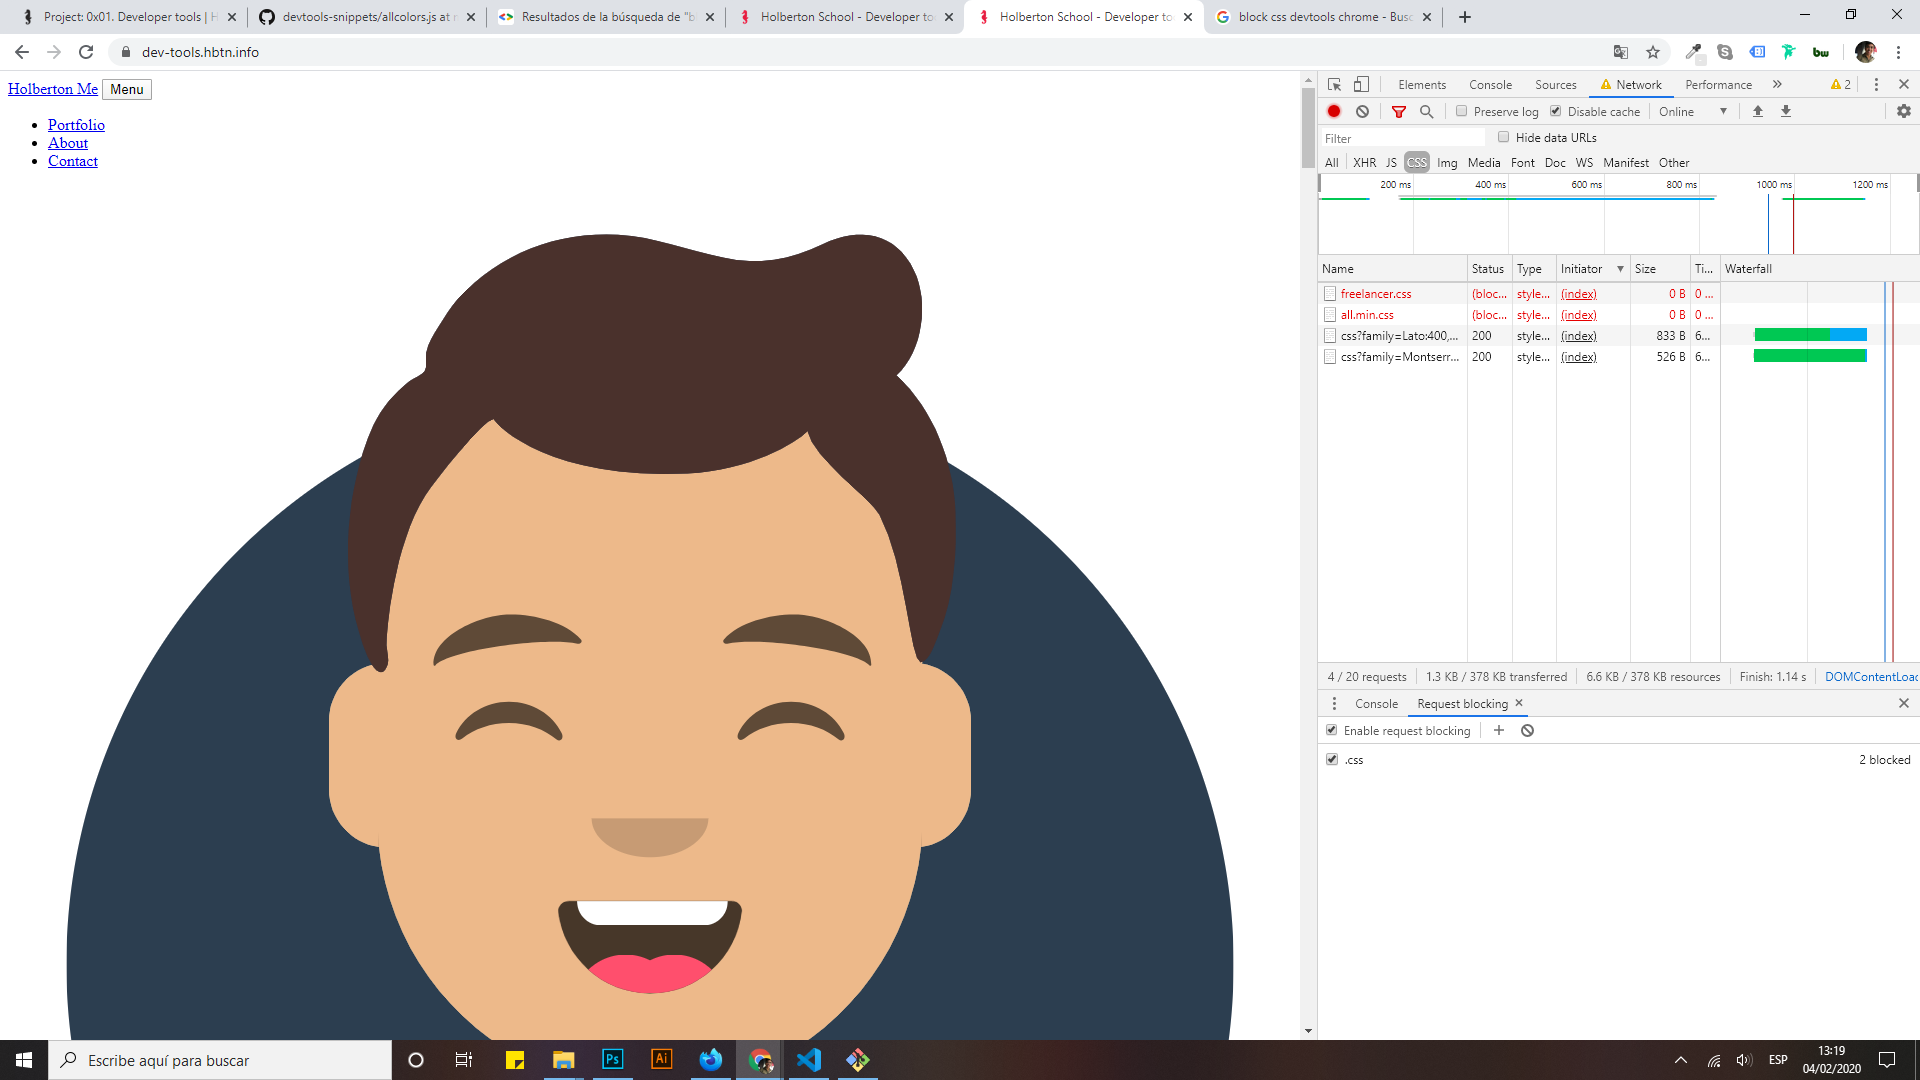 Project: 0x01. Developer tools | H
devtools-snippets/allcolors.js at m
Resultados de la búsqueda de "bl
Holberton School - Developer to
Holberton School - Developer to
block css devtools chrome - Busc
dev-tools.hbtn.info
bw
Holberton Me Menu
Portfolio
About
Contact
Elements Console Sources Network Performance 2
Preserve log Disable cache Online
Filter Hide data URLs
All XHR JS CSS Img Media Font Doc WS Manifest Other
200 ms 400 ms 600 ms 800 ms 1000 ms 1200 ms
Name Status Type Initiator Size Ti... Waterfall
freelancer.css (bloc... style... (index) 0 B 0 ...
all.min.css (bloc... style... (index) 0 B 0 ...
css?family=Lato:400,... 200 style... (index) 833 B 6...
css?family=Montserr... 200 style... (index) 526 B 6...
4 / 20 requests 1.3 KB / 378 KB transferred 6.6 KB / 378 KB resources Finish: 1.14 s DOMContentLoad
Console Request blocking
Enable request blocking
.css 2 blocked
Escribe aquí para buscar
Ps
Ai
ESP
13:19
04/02/2020